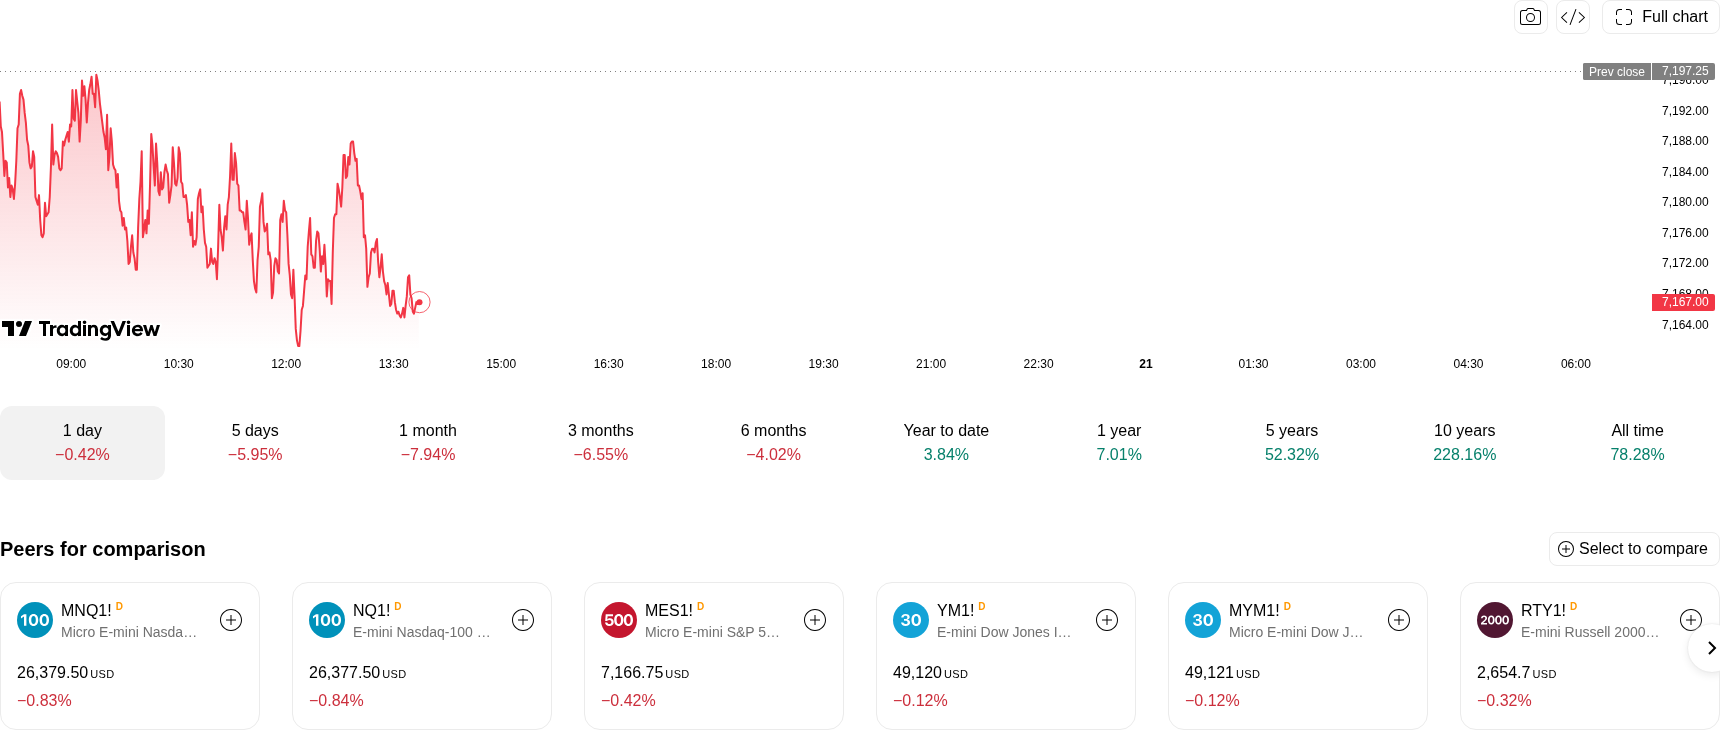 Full chart
Prev close 7,197.25
7,196.00
7,192.00
7,188.00
7,184.00
7,180.00
7,176.00
7,172.00
7,168.00
7,167.00
7,164.00
TradingView
09:00 10:30 12:00 13:30 15:00 16:30 18:00 19:30 21:00 22:30 21 01:30 03:00 04:30 06:00
1 day 5 days 1 month 3 months 6 months Year to date 1 year 5 years 10 years All time
−0.42% −5.95% −7.94% −6.55% −4.02% 3.84% 7.01% 52.32% 228.16% 78.28%
Peers for comparison
Select to compare
100 MNQ1! D
Micro E-mini Nasda…
26,379.50 USD
−0.83%
100 NQ1! D
E-mini Nasdaq-100 …
26,377.50 USD
−0.84%
500 MES1! D
Micro E-mini S&P 5…
7,166.75 USD
−0.42%
30 YM1! D
E-mini Dow Jones I…
49,120 USD
−0.12%
30 MYM1! D
Micro E-mini Dow J…
49,121 USD
−0.12%
2000 RTY1! D
E-mini Russell 2000…
2,654.7 USD
−0.32%